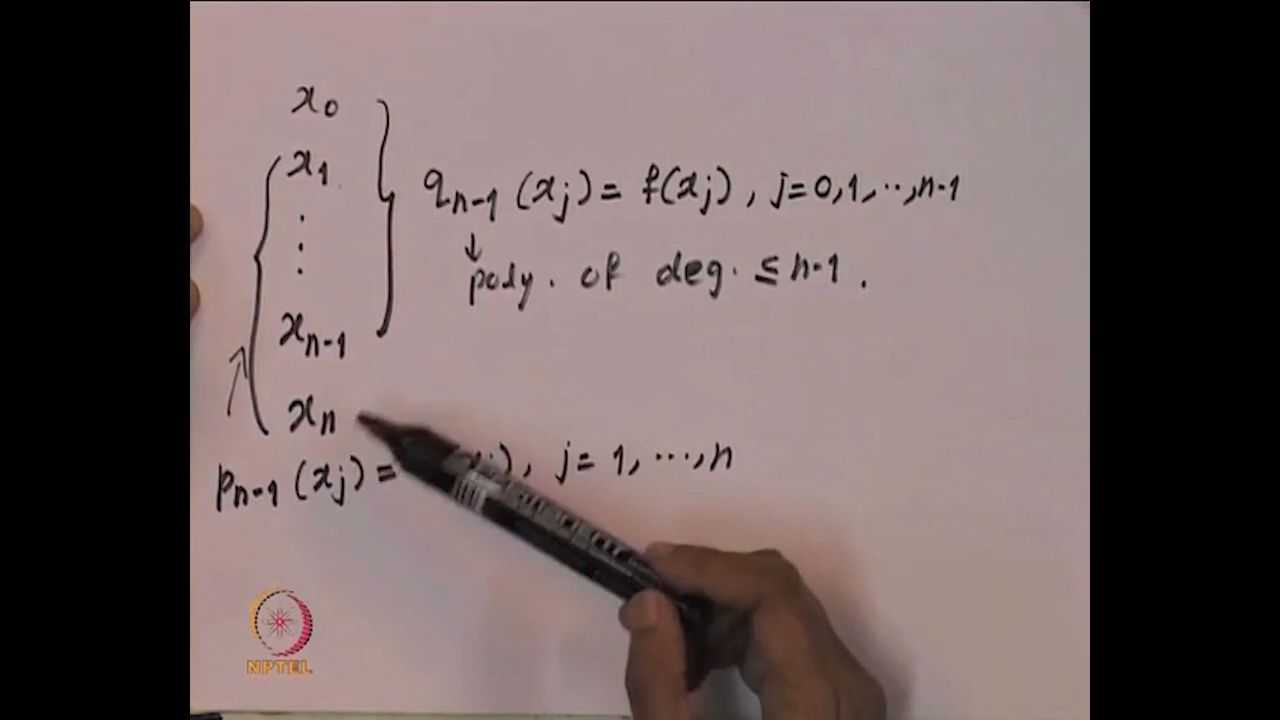 x₀
x₁
⋮
xₙ₋₁
xₙ
qₙ₋₁(xⱼ) = f(xⱼ), j=0,1,..,n-1
↓
poly. of deg. ≤ n-1.
pₙ₋₁(xⱼ) = xⱼ), j= 1, ...,n
NPTEL